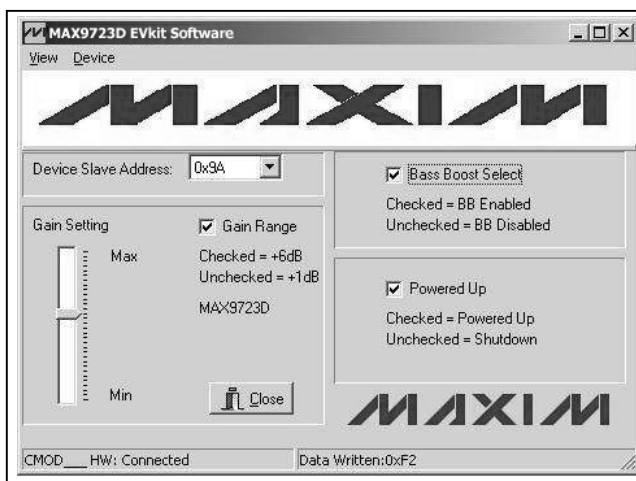 MAX9723D EVkit Software
View Device
MAXIM
Device Slave Address: 0x9A
Gain Setting
Max
Min
Gain Range
Checked = +6dB
Unchecked = +1dB
MAX9723D
Close
Bass Boost Select
Checked = BB Enabled
Unchecked = BB Disabled
Powered Up
Checked = Powered Up
Unchecked = Shutdown
MAXIM
CMOD___ HW: Connected
Data Written:0xF2